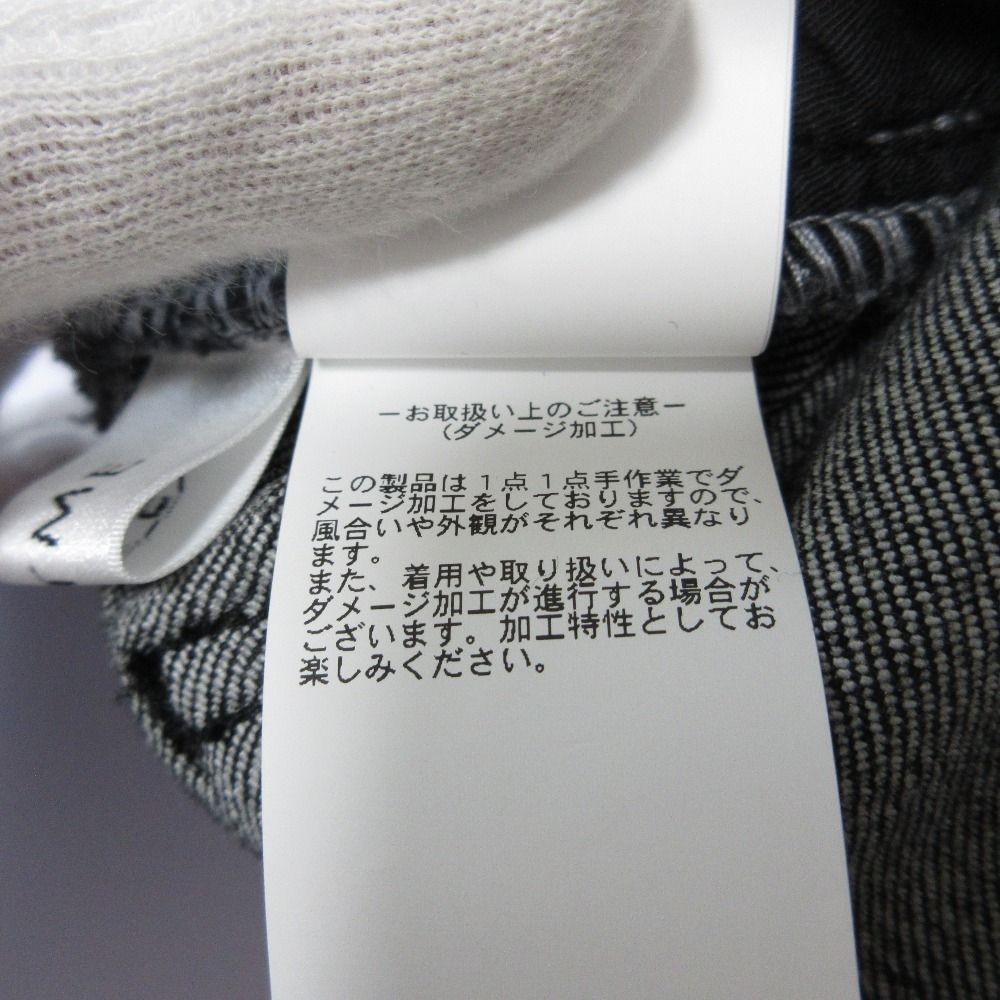 －お取扱い上のご注意－
（ダメージ加工）
この製品は１点１点手作業でダ
メージ加工をしておりますので、
風合いや外観がそれぞれ異なり
ます。
また、着用や取り扱いによって、
ダメージ加工が進行する場合が
ございます。加工特性としてお
楽しみください。